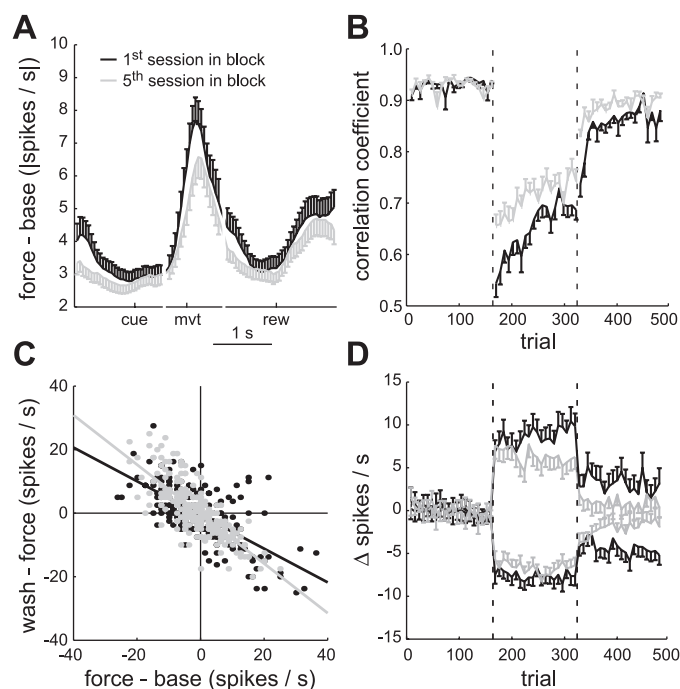 A
force - base (|spikes / s|)
10
9
8
7
6
5
4
3
2
1st session in block
5th session in block
cue
mvt
rew
1 s
B
correlation coefficient
1.0
0.9
0.8
0.7
0.6
0.5
0
100
200
300
400
500
trial
C
wash - force (spikes / s)
40
20
0
-20
-40
-40
-20
0
20
40
force - base (spikes / s)
D
Δ spikes / s
15
10
5
0
-5
-10
-15
0
100
200
300
400
500
trial